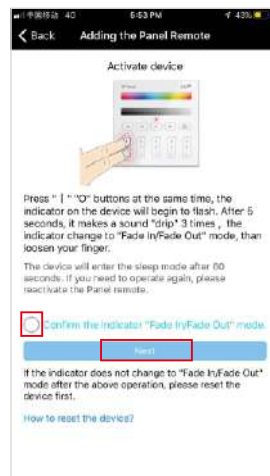 中国移动 4G 5:53 PM 43%
Back Adding the Panel Remote
Activate device
Press " | " "O" buttons at the same time, the
indicator on the device will begin to flash. After 5
seconds, it makes a sound "drip" 3 times , the
indicator change to "Fade In/Fade Out" mode, than
loosen your finger.
The device will enter the sleep mode after 60
seconds. If you need to operate again, please
reactivate the Panel remote.
Confirm the indicator "Fade In/Fade Out" mode.
Next
If the indicator does not change to "Fade In/Fade Out"
mode after the above operation, please reset the
device first.
How to reset the device?